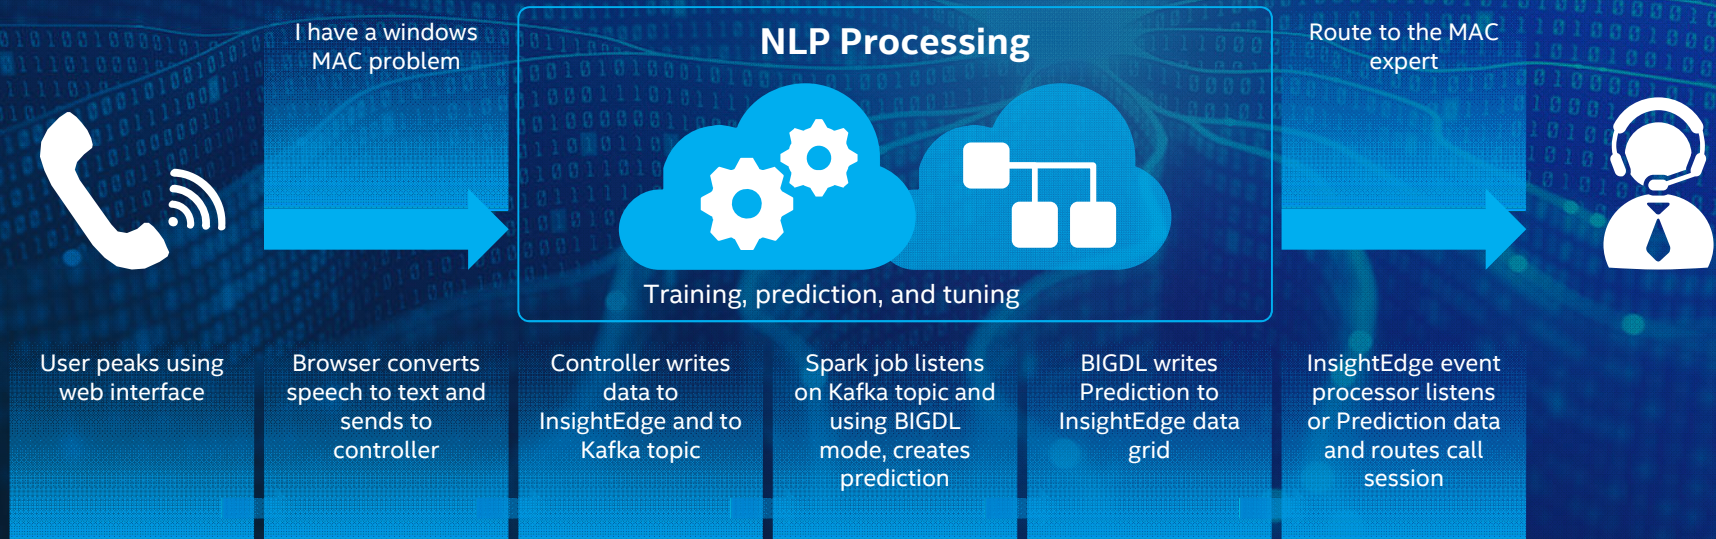 I have a windows
MAC problem
NLP Processing
Training, prediction, and tuning
Route to the MAC
expert
User peaks using
web interface
Browser converts
speech to text and
sends to
controller
Controller writes
data to
InsightEdge and to
Kafka topic
Spark job listens
on Kafka topic and
using BIGDL
mode, creates
prediction
BIGDL writes
Prediction to
InsightEdge data
grid
InsightEdge event
processor listens
or Prediction data
and routes call
session